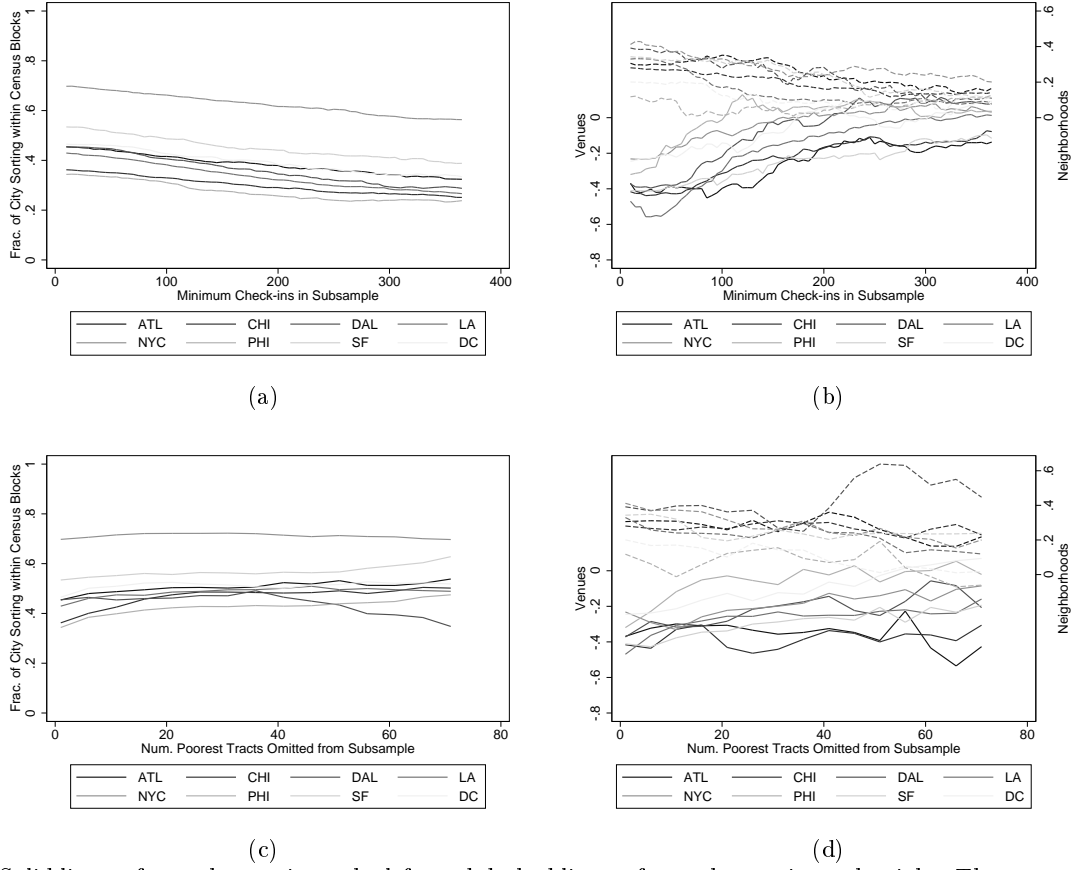 Frac. of City Sorting within Census Blocks
1
.8
.6
.4
.2
0
0 100 200 300 400
Minimum Check-ins in Subsample
ATL CHI DAL LA
NYC PHI SF DC
(a)
Venues
0
-.2
-.4
-.6
-.8
.6
.4
.2
0
Neighborhoods
0 100 200 300 400
Minimum Check-ins in Subsample
ATL CHI DAL LA
NYC PHI SF DC
(b)
Frac. of City Sorting within Census Blocks
1
.8
.6
.4
.2
0
0 20 40 60 80
Num. Poorest Tracts Omitted from Subsample
ATL CHI DAL LA
NYC PHI SF DC
(c)
Venues
0
-.2
-.4
-.6
-.8
.6
.4
.2
0
Neighborhoods
0 20 40 60 80
Num. Poorest Tracts Omitted from Subsample
ATL CHI DAL LA
NYC PHI SF DC
(d)